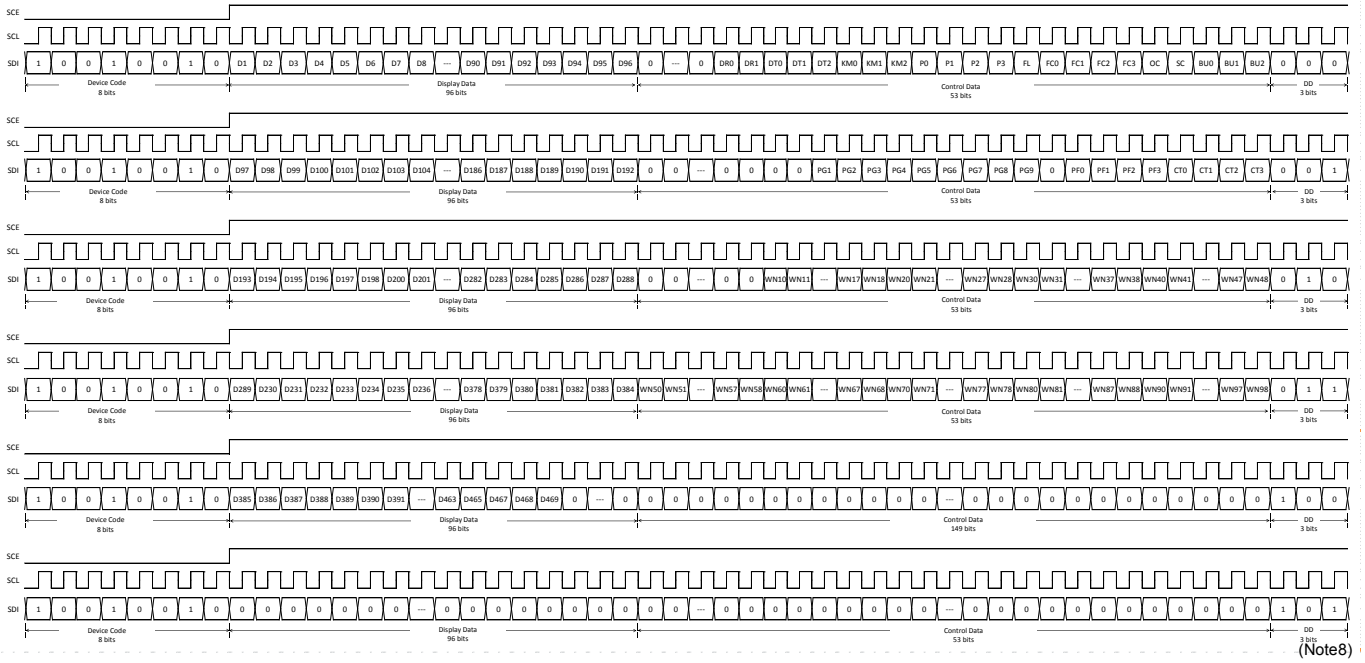 SCE
SCL
SDI 1 0 0 1 0 0 1 0 D1 D2 D3 D4 D5 D6 D7 D8 --- D90 D91 D92 D93 D94 D95 D96 0 --- 0 DR0 DR1 DT0 DT1 DT2 KM0 KM1 KM2 P0 P1 P2 P3 FL FC0 FC1 FC2 FC3 OC SC BU0 BU1 BU2 0 0 0
Device Code Display Data Control Data DD
8 bits 96 bits 53 bits 3 bits
SCE
SCL
SDI 1 0 0 1 0 0 1 0 D97 D98 D99 D100 D101 D102 D103 D104 --- D186 D187 D188 D189 D190 D191 D192 0 0 --- 0 0 0 0 PG1 PG2 PG3 PG4 PG5 PG6 PG7 PG8 PG9 0 PF0 PF1 PF2 PF3 CT0 CT1 CT2 CT3 0 0 1
Device Code Display Data Control Data DD
8 bits 96 bits 53 bits 3 bits
SCE
SCL
SDI 1 0 0 1 0 0 1 0 D193 D194 D195 D196 D197 D198 D200 D201 --- D282 D283 D284 D285 D286 D287 D288 0 0 --- 0 0 WN10 WN11 --- WN17 WN18 WN20 WN21 --- WN27 WN28 WN30 WN31 --- WN37 WN38 WN40 WN41 --- WN47 WN48 0 1 0
Device Code Display Data Control Data DD
8 bits 96 bits 53 bits 3 bits
SCE
SCL
SDI 1 0 0 1 0 0 1 0 D289 D230 D231 D232 D233 D234 D235 D236 --- D378 D379 D380 D381 D382 D383 D384 WN50 WN51 --- WN57 WN58 WN60 WN61 --- WN67 WN68 WN70 WN71 --- WN77 WN78 WN80 WN81 --- WN87 WN88 WN90 WN91 --- WN97 WN98 0 1 1
Device Code Display Data Control Data DD
8 bits 96 bits 53 bits 3 bits
SCE
SCL
SDI 1 0 0 1 0 0 1 0 D385 D386 D387 D388 D389 D390 D391 --- D463 D465 D467 D468 D469 0 --- 0 0 0 0 0 0 0 0 0 0 0 0 0 --- 0 0 0 0 0 0 0 0 0 0 0 0 1 0 0
Device Code Display Data Control Data DD
8 bits 96 bits 149 bits 3 bits
SCE
SCL
SDI 1 0 0 1 0 0 1 0 0 0 0 0 0 0 0 --- 0 0 0 0 0 0 0 0 0 0 --- 0 0 0 0 0 0 0 0 0 --- 0 0 0 0 0 0 0 0 0 0 0 0 1 0 1
Device Code Display Data Control Data DD
8 bits 96 bits 53 bits 3 bits
(Note8)